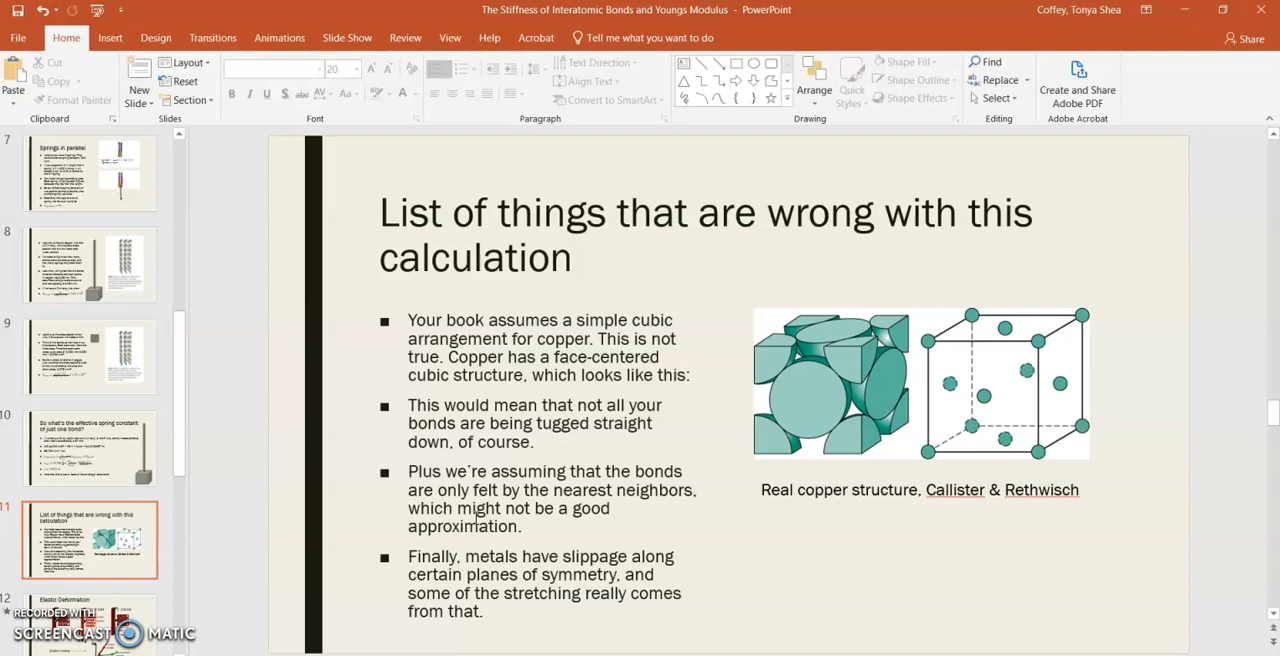 The Stiffness of Interatomic Bonds and Youngs Modulus - PowerPoint
Coffey, Tonya Shea
File Home Insert Design Transitions Animations Slide Show Review View Help Acrobat Tell me what you want to do Share
Paste
Cut
Copy
Format Painter
Clipboard
New Slide
Layout
Reset
Section
Slides
20
B I U S abc AV Aa A
Font
Text Direction
Align Text
Convert to SmartArt
Paragraph
Arrange
Quick Styles
Shape Fill
Shape Outline
Shape Effects
Drawing
Find
Replace
Select
Editing
Create and Share Adobe PDF
Adobe Acrobat
7
Springs in parallel
8
9
10
So what's the effective spring constant of just one bond?
11
List of things that are wrong with this calculation
12
Elastic Deformation
RECORDED WITH
SCREENCAST MATIC
List of things that are wrong with this
calculation
■ Your book assumes a simple cubic
arrangement for copper. This is not
true. Copper has a face-centered
cubic structure, which looks like this:
■ This would mean that not all your
bonds are being tugged straight
down, of course.
■ Plus we're assuming that the bonds
are only felt by the nearest neighbors,
which might not be a good
approximation.
■ Finally, metals have slippage along
certain planes of symmetry, and
some of the stretching really comes
from that.
Real copper structure, Callister & Rethwisch